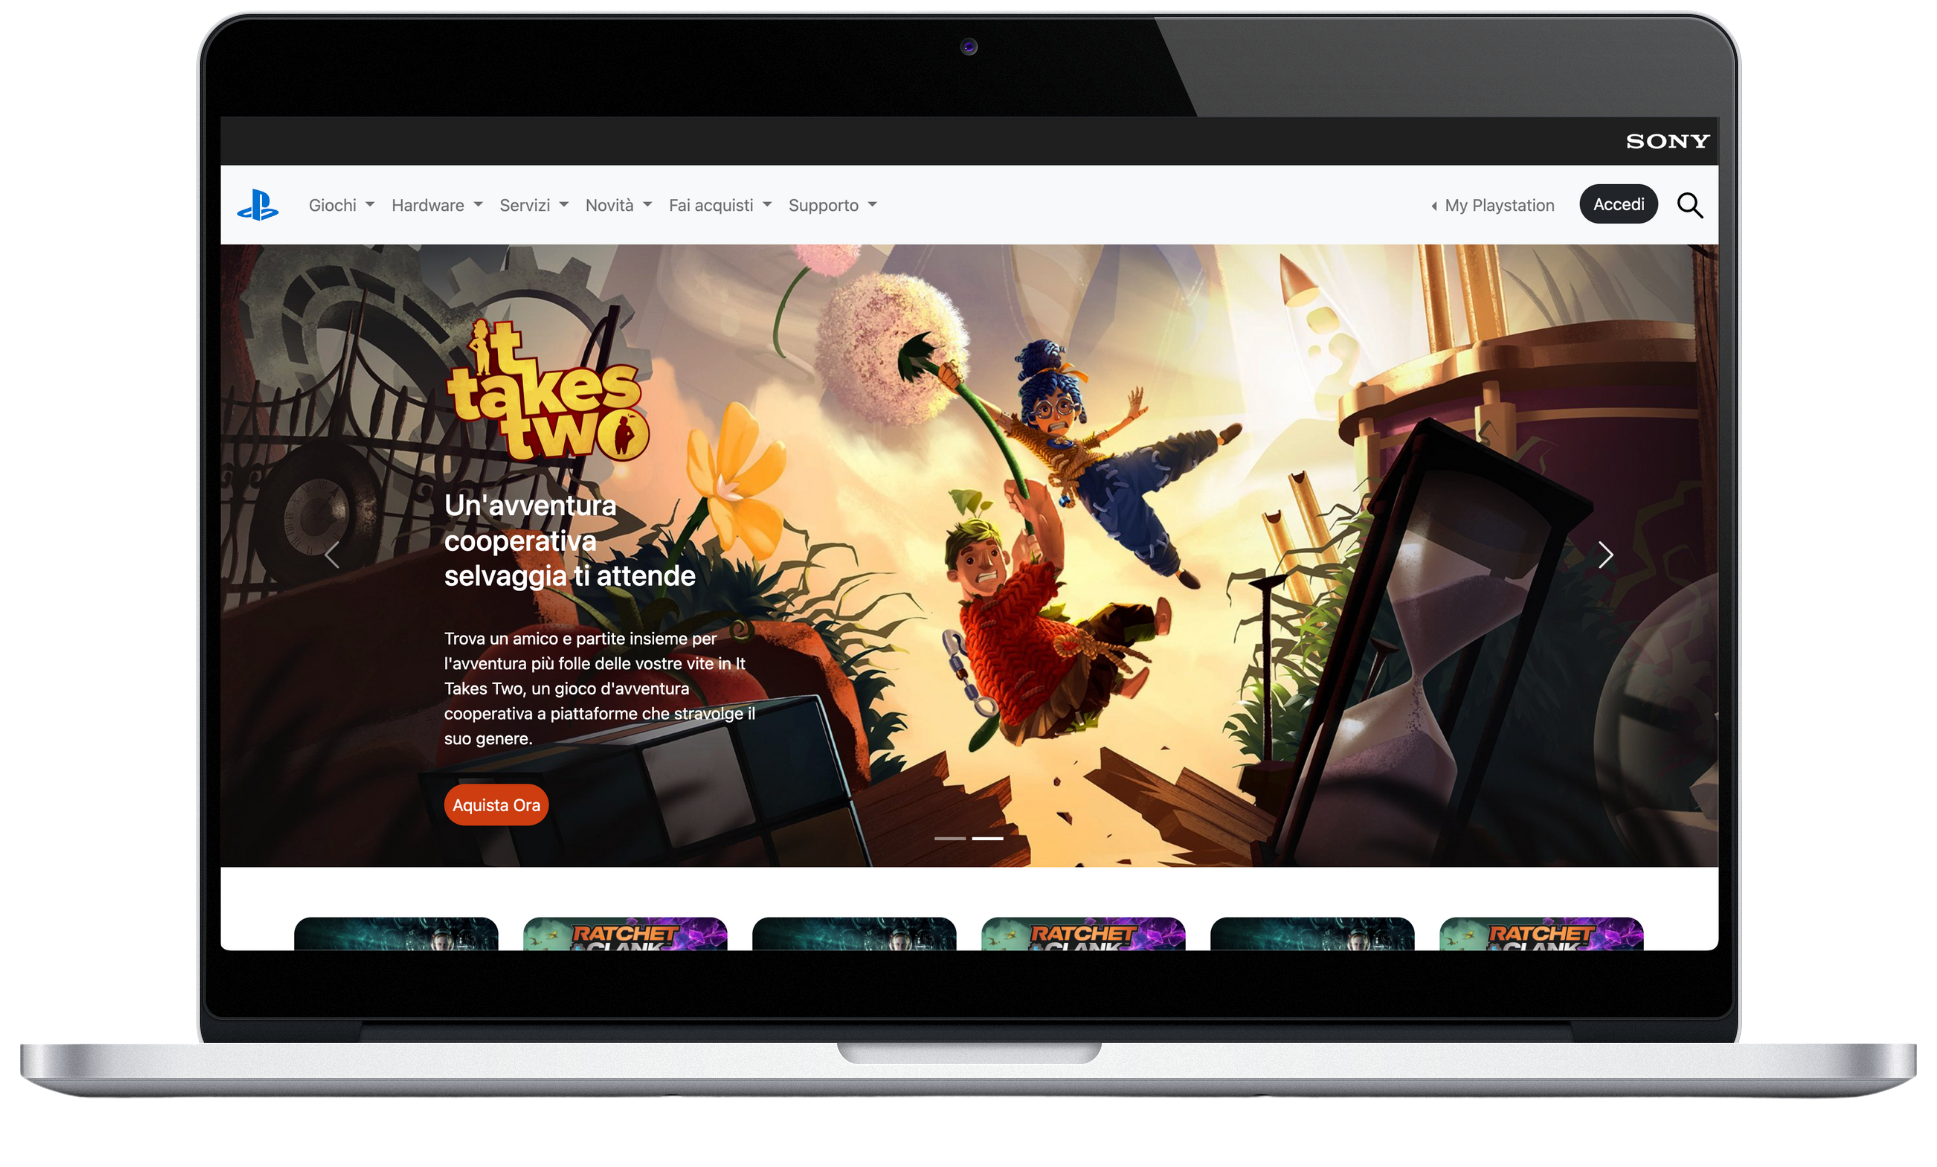 SONY
Giochi Hardware Servizi Novità Fai acquisti Supporto My Playstation Accedi
it
takes
two
Un'avventura
cooperativa
selvaggia ti attende
Trova un amico e partite insieme per
l'avventura più folle delle vostre vite in It
Takes Two, un gioco d'avventura
cooperativa a piattaforme che stravolge il
suo genere.
Aquista Ora
RATCHET RATCHET RATCHET
CLANK CLANK CLANK